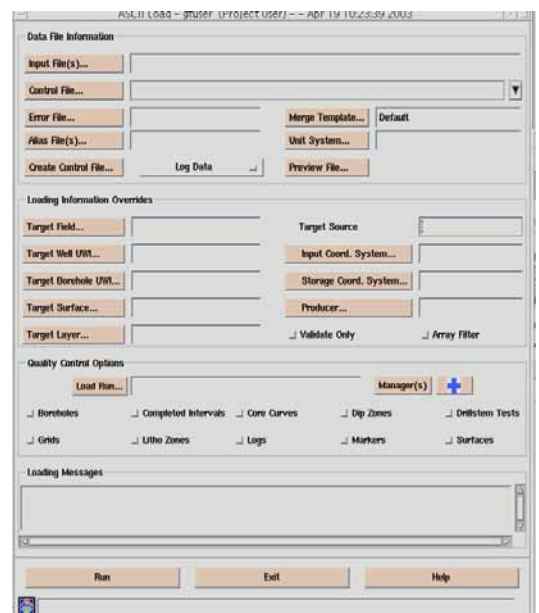 ASCII Load - gfuser (Project User) - - Apr 19 10:23:39 2003
Data File Information
Input File(s)...
Control File...
Error File... Merge Template... Default
Alias File(s)... Unit System...
Create Control File... Log Data Preview File...
Loading Information Overrides
Target Field... Target Source
Target Well UWI... Input Coord. System...
Target Borehole UWI... Storage Coord. System...
Target Surface... Producer...
Target Layer... Validate Only Array Filter
Quality Control Options
Load Run... Manager(s)
Boreholes Completed Intervals Core Curves Dip Zones Drillstem Tests
Grids Litho Zones Logs Markers Surfaces
Loading Messages
Run Exit Help